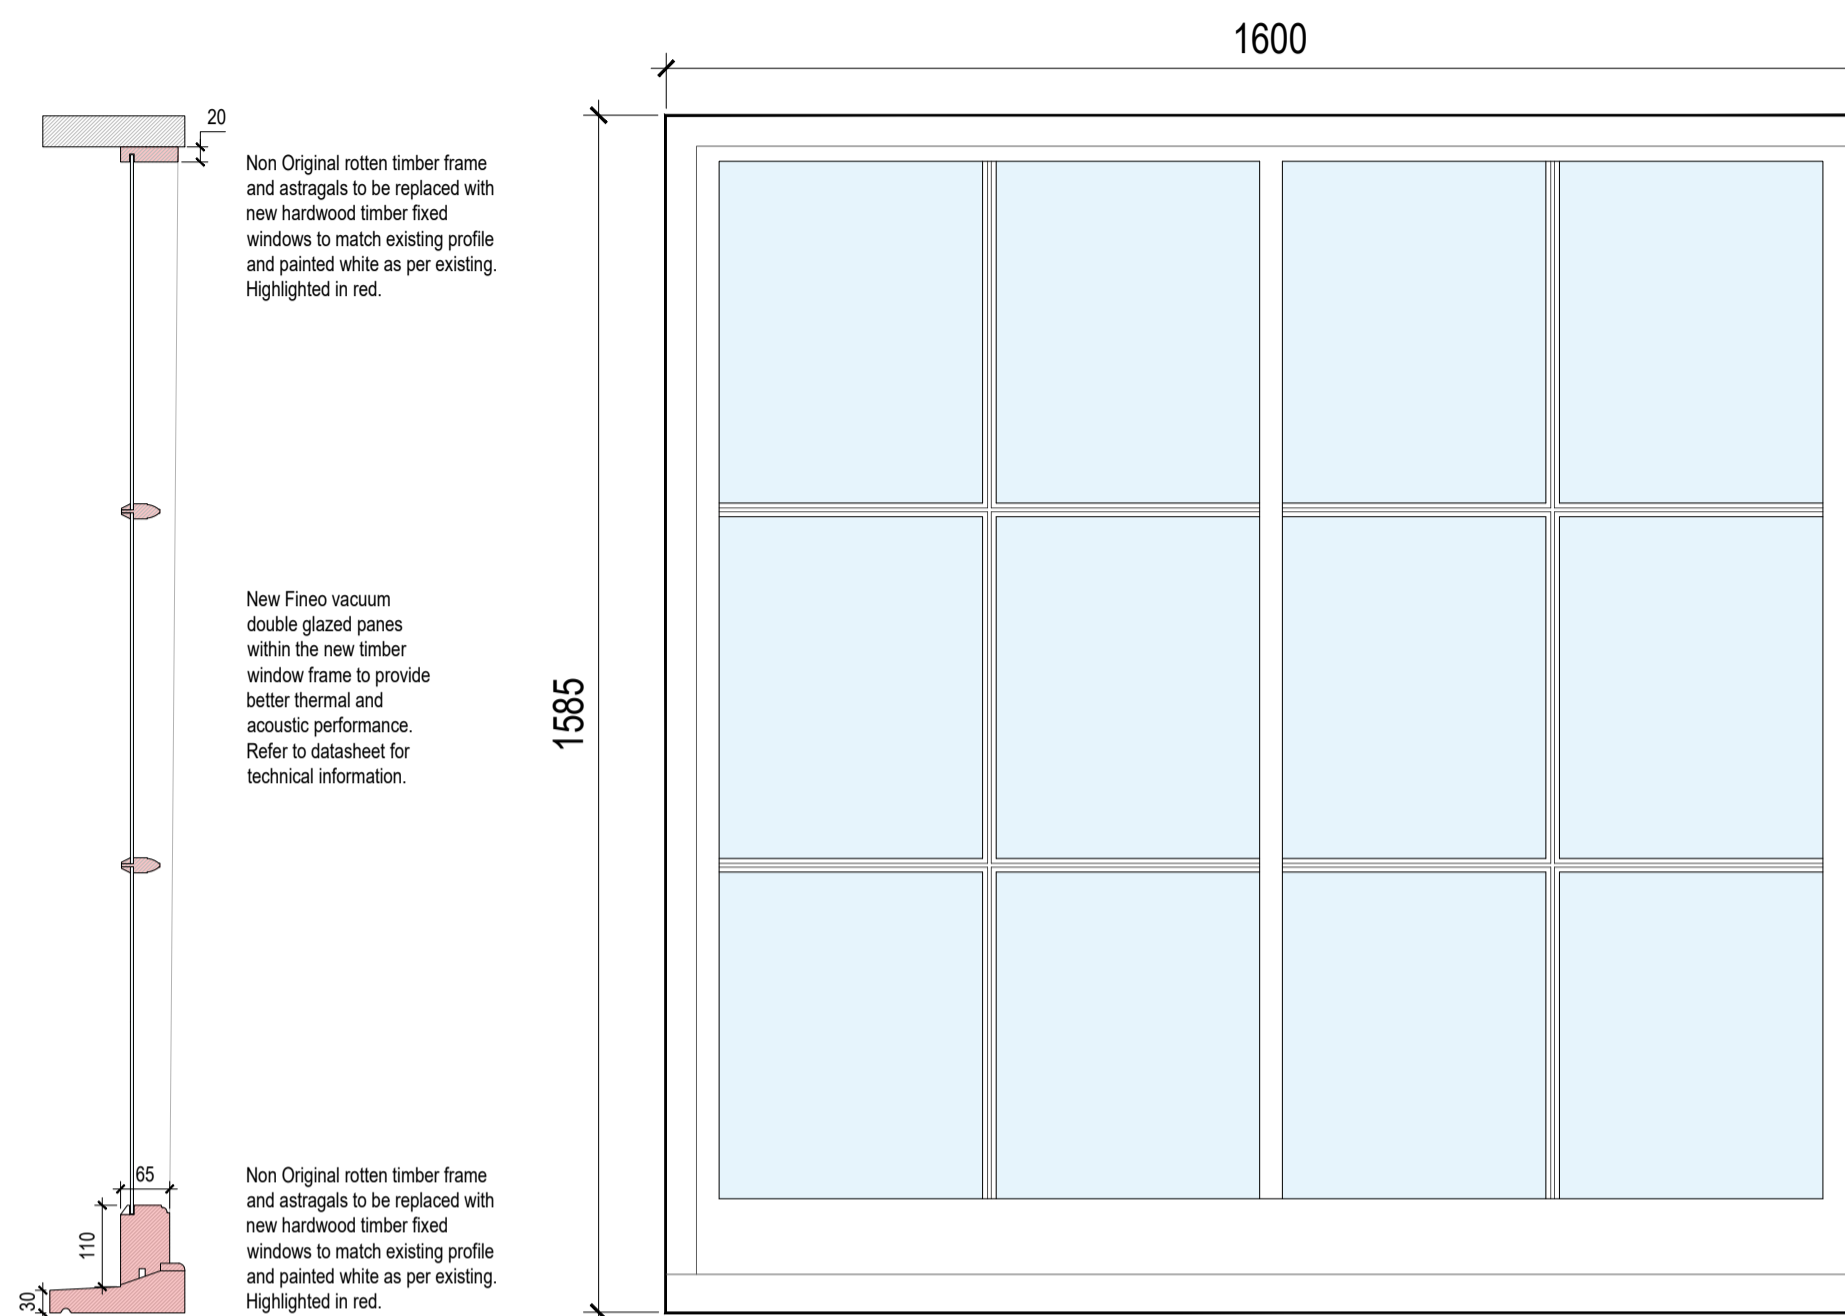 1600
20
Non Original rotten timber frame
and astragals to be replaced with
new hardwood timber fixed
windows to match existing profile
and painted white as per existing.
Highlighted in red.
New Fineo vacuum
double glazed panes
within the new timber
window frame to provide
better thermal and
acoustic performance.
Refer to datasheet for
technical information.
1585
65
110
30
Non Original rotten timber frame
and astragals to be replaced with
new hardwood timber fixed
windows to match existing profile
and painted white as per existing.
Highlighted in red.